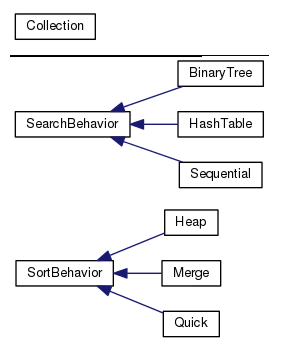 Collection
BinaryTree
SearchBehavior
HashTable
Sequential
Heap
SortBehavior
Merge
Quick